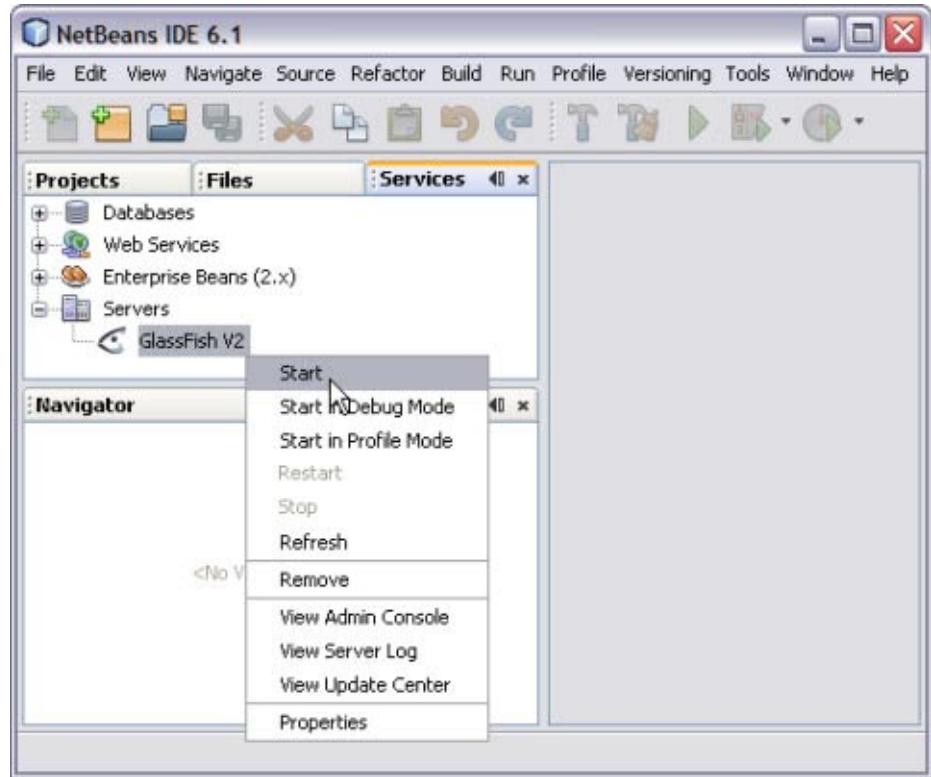 NetBeans IDE 6.1
File Edit View Navigate Source Refactor Build Run Profile Versioning Tools Window Help
Projects Files Services
Databases
Web Services
Enterprise Beans (2.x)
Servers
GlassFish V2
Start
Navigator
Start in Debug Mode
Start in Profile Mode
Restart
Stop
Refresh
<No V
Remove
View Admin Console
View Server Log
View Update Center
Properties